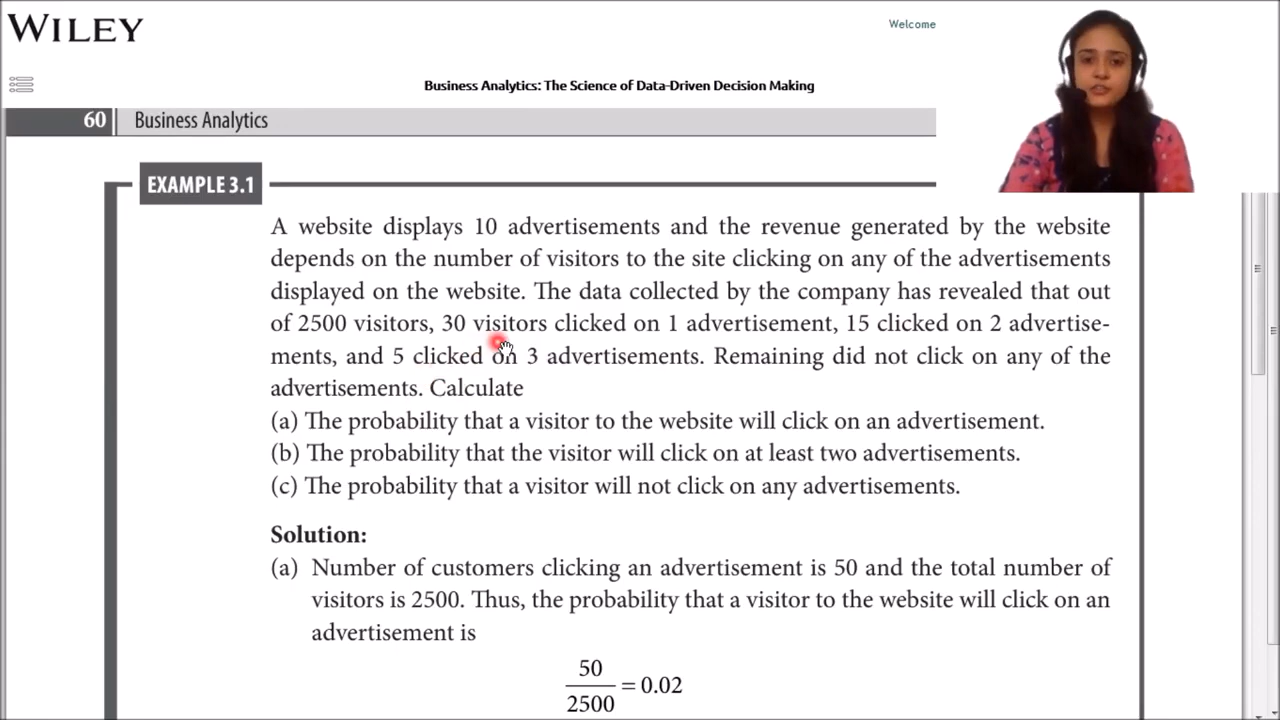 WILEY
Welcome
Business Analytics: The Science of Data-Driven Decision Making
60 Business Analytics
EXAMPLE 3.1
A website displays 10 advertisements and the revenue generated by the website
depends on the number of visitors to the site clicking on any of the advertisements
displayed on the website. The data collected by the company has revealed that out
of 2500 visitors, 30 visitors clicked on 1 advertisement, 15 clicked on 2 advertise-
ments, and 5 clicked on 3 advertisements. Remaining did not click on any of the
advertisements. Calculate
(a) The probability that a visitor to the website will click on an advertisement.
(b) The probability that the visitor will click on at least two advertisements.
(c) The probability that a visitor will not click on any advertisements.
Solution:
(a) Number of customers clicking an advertisement is 50 and the total number of
visitors is 2500. Thus, the probability that a visitor to the website will click on an
advertisement is
50
2500 = 0.02